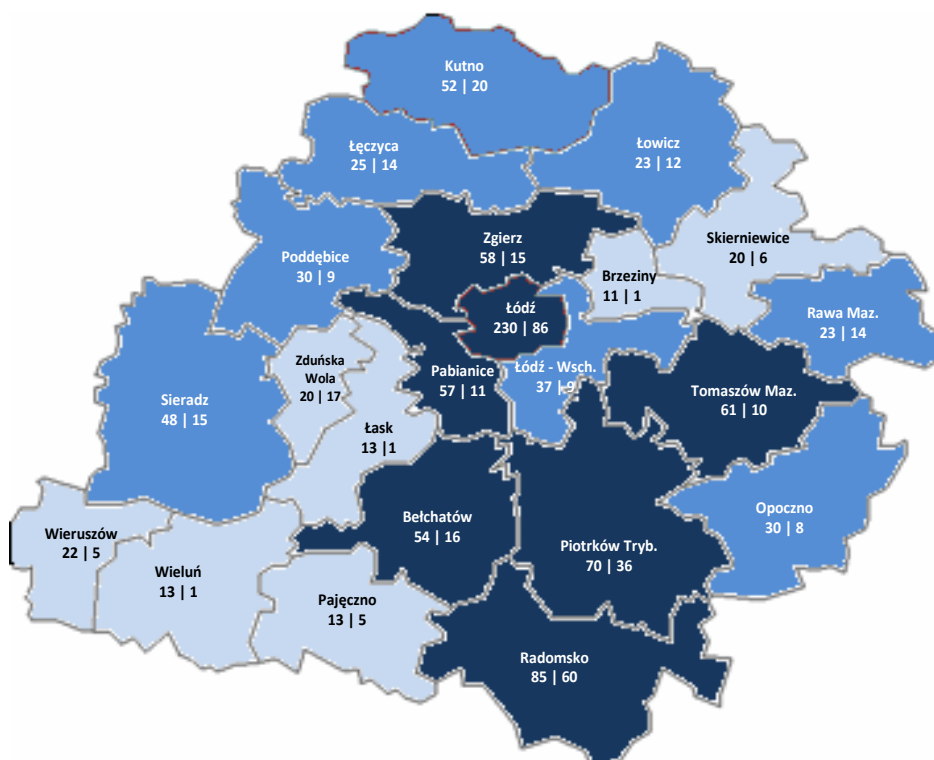 Kutno
52 | 20
Łęczyca
25 | 14
Łowicz
23 | 12
Zgierz
58 | 15
Skierniewice
20 | 6
Poddębice
30 | 9
Brzeziny
11 | 1
Łódź
230 | 86
Rawa Maz.
23 | 14
Zduńska
Wola
20 | 17
Pabianice
57 | 11
Łódź - Wsch.
37 | 9
Tomaszów Maz.
61 | 10
Sieradz
48 | 15
Łask
13 |1
Bełchatów
54 | 16
Opoczno
30 | 8
Wieruszów
22 | 5
Piotrków Tryb.
70 | 36
Wieluń
13 | 1
Pajęczno
13 | 5
Radomsko
85 | 60